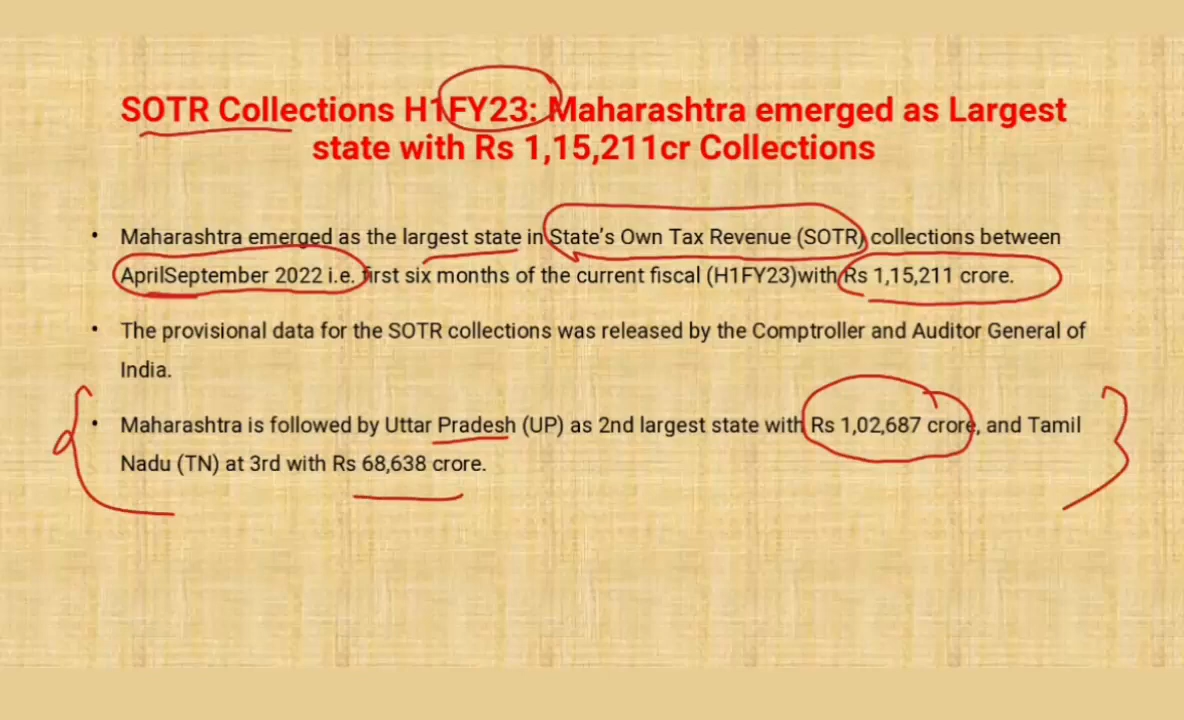 SOTR Collections H1FY23: Maharashtra emerged as Largest
state with Rs 1,15,211cr Collections
• Maharashtra emerged as the largest state in State's Own Tax Revenue (SOTR) collections between
AprilSeptember 2022 i.e. first six months of the current fiscal (H1FY23)with Rs 1,15,211 crore.
• The provisional data for the SOTR collections was released by the Comptroller and Auditor General of
India.
• Maharashtra is followed by Uttar Pradesh (UP) as 2nd largest state with Rs 1,02,687 crore, and Tamil
Nadu (TN) at 3rd with Rs 68,638 crore.